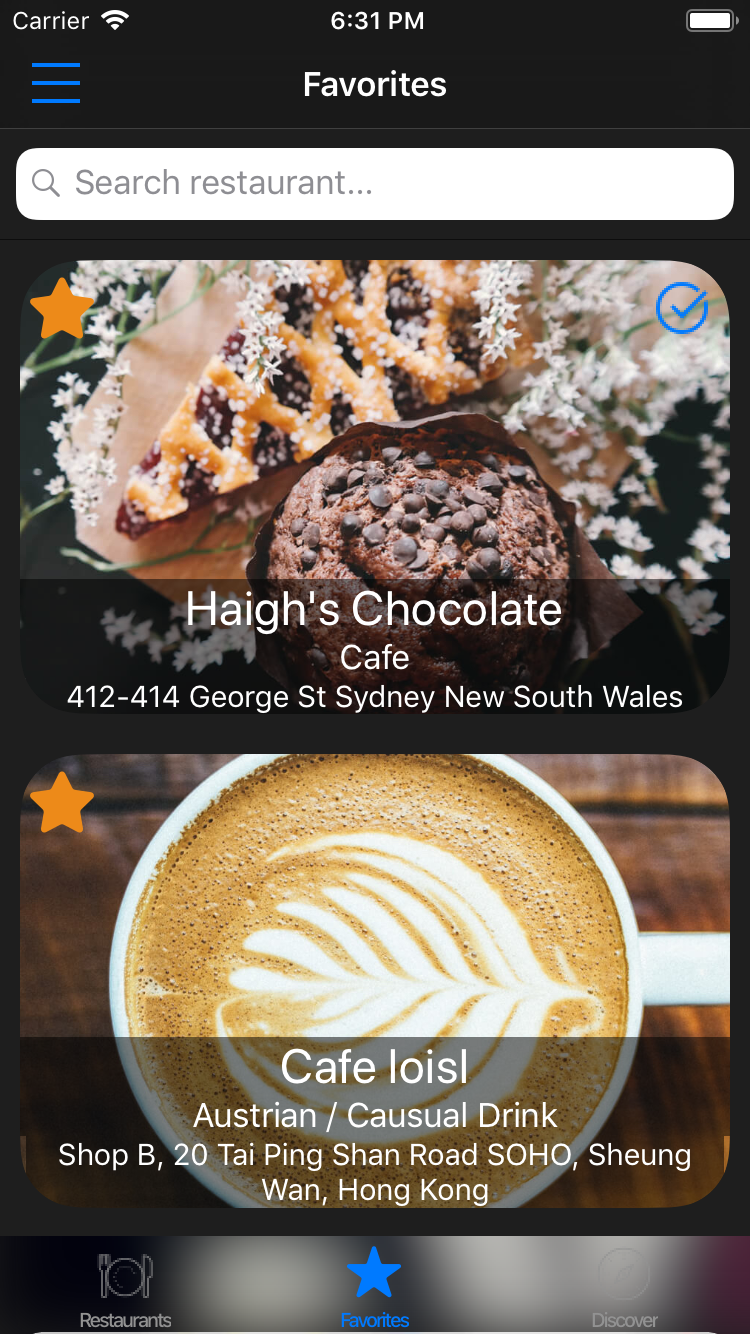 Carrier 6:31 PM
Favorites
Search restaurant...
Haigh's Chocolate
Cafe
412-414 George St Sydney New South Wales
Cafe loisl
Austrian / Causual Drink
Shop B, 20 Tai Ping Shan Road SOHO, Sheung
Wan, Hong Kong
Restaurants Favorites Discover